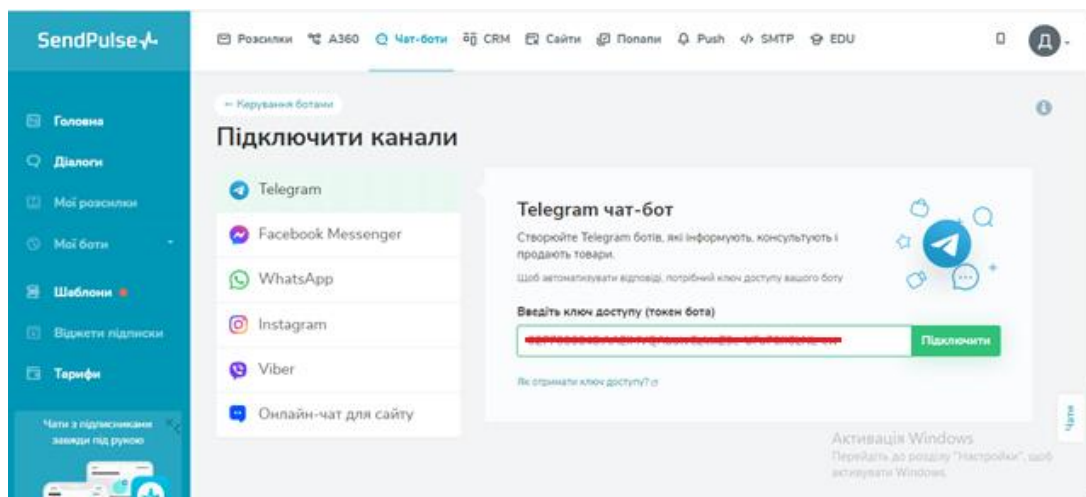 SendPulse
Розсилки A360 Чат-боти CRM Сайти Попапи Push </> SMTP EDU
Д
← Керування ботами
Підключити канали
Головна
Діалоги
Мої розсилки
Мої боти
Шаблони
Віджети підписки
Тарифи
Чати з підписниками
завжди під рукою
Telegram
Facebook Messenger
WhatsApp
Instagram
Viber
Онлайн-чат для сайту
Telegram чат-бот
Створюйте Telegram ботів, які інформують, консультують і
продають товари.
Щоб автоматизувати відповіді, потрібний ключ доступу вашого боту
Введіть ключ доступу (токен бота)
Підключити
Як отримати ключ доступу?
Чати
Активація Windows
Перейдіть до розділу "Настройки", щоб
активувати Windows.